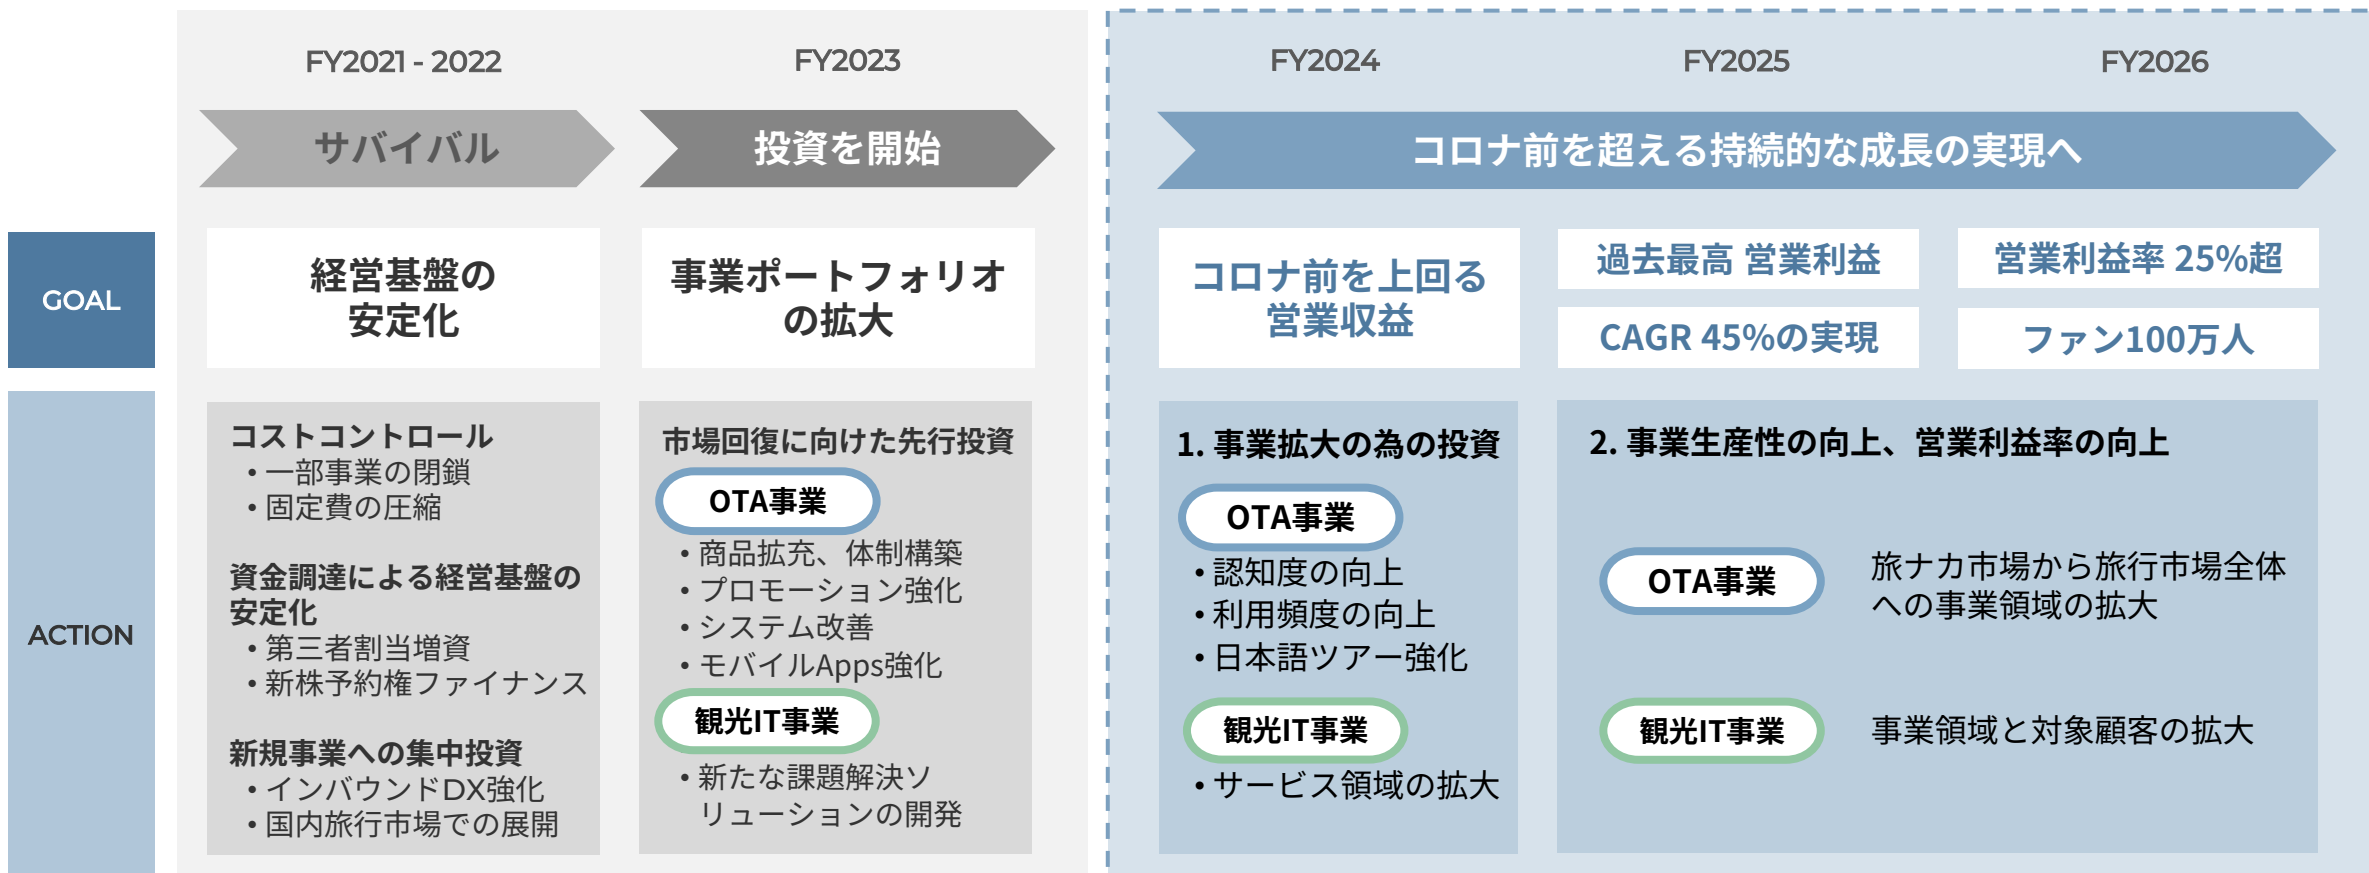 FY2021 - 2022
FY2023
FY2024
FY2025
FY2026
サバイバル
投資を開始
コロナ前を超える持続的な成長の実現へ
GOAL
経営基盤の
安定化
事業ポートフォリオ
の拡大
コロナ前を上回る
営業収益
過去最高 営業利益
CAGR 45%の実現
営業利益率 25%超
ファン100万人
ACTION
コストコントロール
• 一部事業の閉鎖
• 固定費の圧縮
資金調達による経営基盤の
安定化
• 第三者割当増資
• 新株予約権ファイナンス
新規事業への集中投資
• インバウンドDX強化
• 国内旅行市場での展開
市場回復に向けた先行投資
OTA事業
• 商品拡充、体制構築
• プロモーション強化
• システム改善
• モバイルApps強化
観光IT事業
• 新たな課題解決ソ
リューションの開発
1. 事業拡大の為の投資
OTA事業
• 認知度の向上
• 利用頻度の向上
• 日本語ツアー強化
観光IT事業
• サービス領域の拡大
2. 事業生産性の向上、営業利益率の向上
OTA事業
旅ナカ市場から旅行市場全体
への事業領域の拡大
観光IT事業
事業領域と対象顧客の拡大